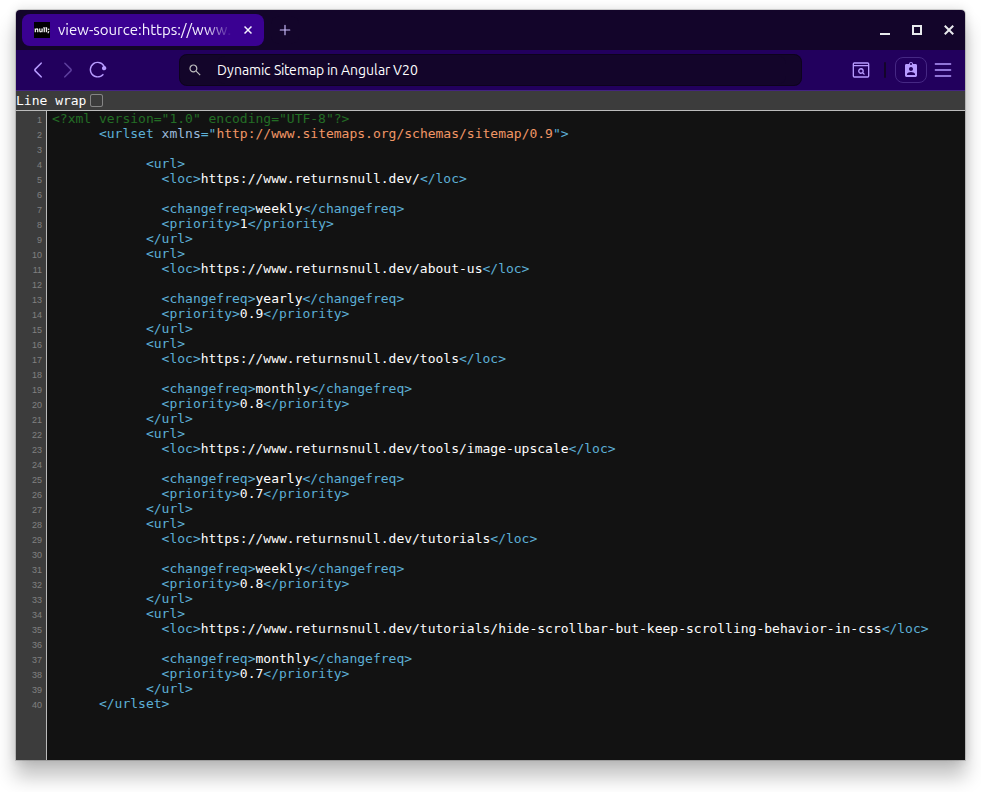 null; view-source:https://www.
Dynamic Sitemap in Angular V20
Line wrap
1 <?xml version="1.0" encoding="UTF-8"?>
2 <urlset xmlns="http://www.sitemaps.org/schemas/sitemap/0.9">
3
4 <url>
5 <loc>https://www.returnsnull.dev/</loc>
6
7 <changefreq>weekly</changefreq>
8 <priority>1</priority>
9 </url>
10 <url>
11 <loc>https://www.returnsnull.dev/about-us</loc>
12
13 <changefreq>yearly</changefreq>
14 <priority>0.9</priority>
15 </url>
16 <url>
17 <loc>https://www.returnsnull.dev/tools</loc>
18
19 <changefreq>monthly</changefreq>
20 <priority>0.8</priority>
21 </url>
22 <url>
23 <loc>https://www.returnsnull.dev/tools/image-upscale</loc>
24
25 <changefreq>yearly</changefreq>
26 <priority>0.7</priority>
27 </url>
28 <url>
29 <loc>https://www.returnsnull.dev/tutorials</loc>
30
31 <changefreq>weekly</changefreq>
32 <priority>0.8</priority>
33 </url>
34 <url>
35 <loc>https://www.returnsnull.dev/tutorials/hide-scrollbar-but-keep-scrolling-behavior-in-css</loc>
36
37 <changefreq>monthly</changefreq>
38 <priority>0.7</priority>
39 </url>
40 </urlset>